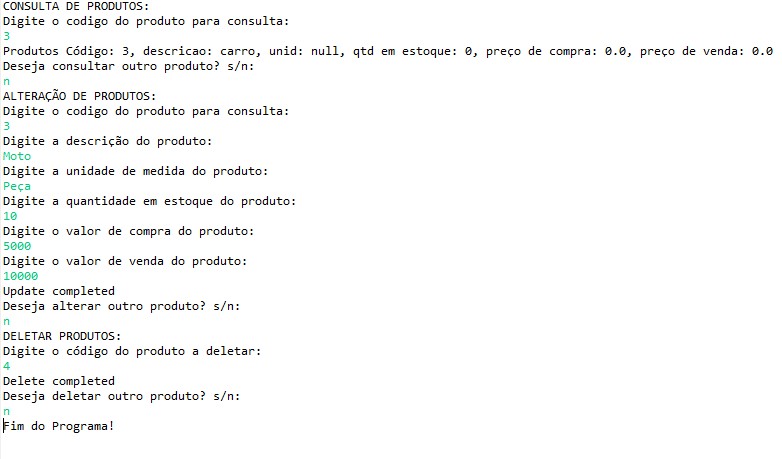 CONSULTA DE PRODUTOS:
Digite o codigo do produto para consulta:
3
Produtos Código: 3, descricao: carro, unid: null, qtd em estoque: 0, preço de compra: 0.0, preço de venda: 0.0
Deseja consultar outro produto? s/n:
n
ALTERAÇÃO DE PRODUTOS:
Digite o codigo do produto para consulta:
3
Digite a descrição do produto:
Moto
Digite a unidade de medida do produto:
Peça
Digite a quantidade em estoque do produto:
10
Digite o valor de compra do produto:
5000
Digite o valor de venda do produto:
10000
Update completed
Deseja alterar outro produto? s/n:
n
DELETAR PRODUTOS:
Digite o código do produto a deletar:
4
Delete completed
Deseja deletar outro produto? s/n:
n
Fim do Programa!